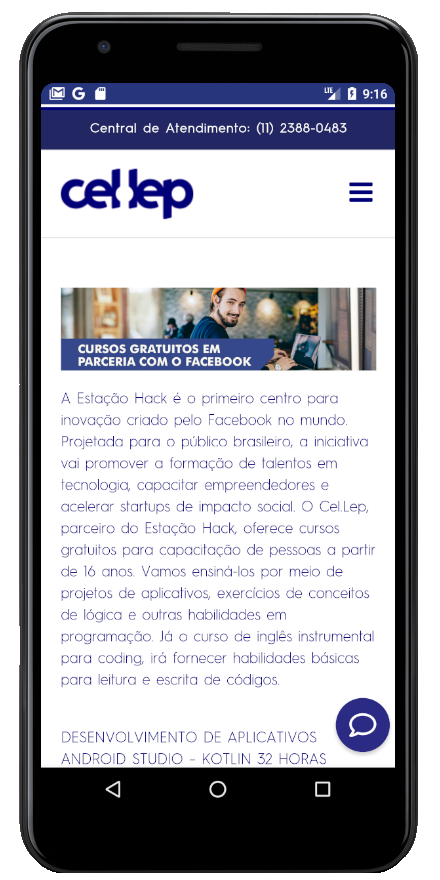 LTE 9:16
Central de Atendimento: (11) 2388-0483
cel.lep
CURSOS GRATUITOS EM
PARCERIA COM O FACEBOOK
A Estação Hack é o primeiro centro para
inovação criado pelo Facebook no mundo.
Projetada para o público brasileiro, a iniciativa
vai promover a formação de talentos em
tecnologia, capacitar empreendedores e
acelerar startups de impacto social. O Cel.Lep,
parceiro do Estação Hack, oferece cursos
gratuitos para capacitação de pessoas a partir
de 16 anos. Vamos ensiná-los por meio de
projetos de aplicativos, exercícios de conceitos
de lógica e outras habilidades em
programação. Já o curso de inglês instrumental
para coding, irá fornecer habilidades básicas
para leitura e escrita de códigos.
DESENVOLVIMENTO DE APLICATIVOS
ANDROID STUDIO – KOTLIN 32 HORAS